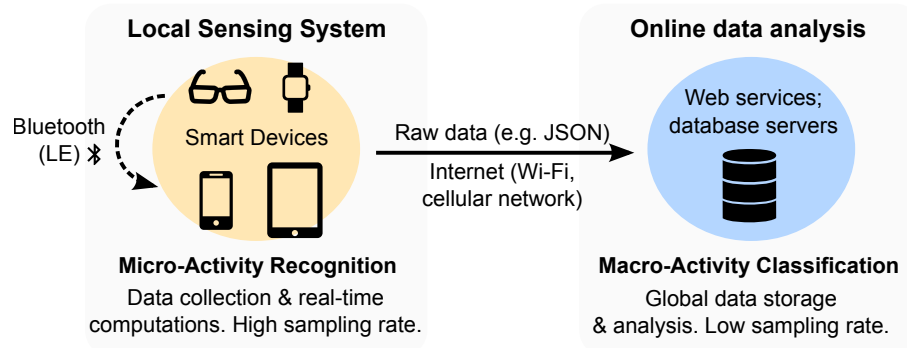 Local Sensing System
Smart Devices
Bluetooth
(LE)
Micro-Activity Recognition
Data collection & real-time
computations. High sampling rate.
Raw data (e.g. JSON)
Internet (Wi-Fi,
cellular network)
Online data analysis
Web services;
database servers
Macro-Activity Classification
Global data storage
& analysis. Low sampling rate.